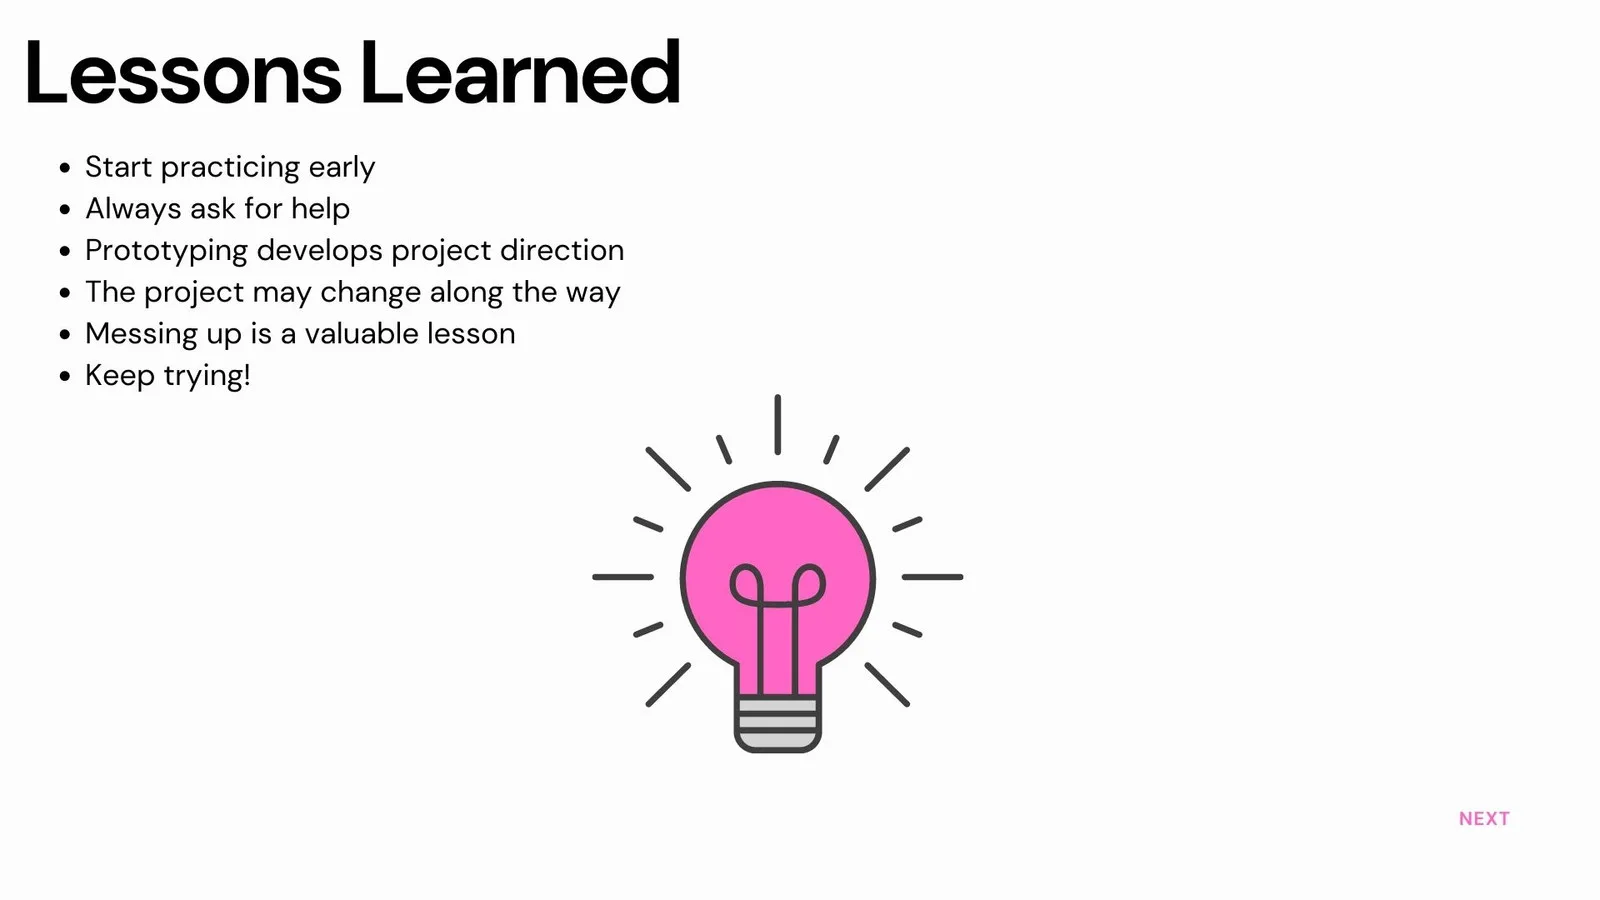 Lessons Learned
• Start practicing early
• Always ask for help
• Prototyping develops project direction
• The project may change along the way
• Messing up is a valuable lesson
• Keep trying!
NEXT